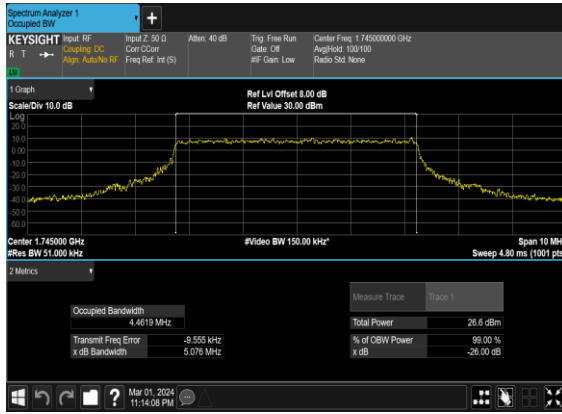 Spectrum Analyzer 1
Occupied BW
+
KEYSIGHT
R T
LXI
Input: RF
Coupling: DC
Align: Auto/No RF
Input Z: 50 Ω
Corr CCorr
Freq Ref: Int (S)
Atten: 40 dB
Trig: Free Run
Gate: Off
#IF Gain: Low
Center Freq: 1.745000000 GHz
Avg|Hold: 100/100
Radio Std: None
1 Graph
Scale/Div 10.0 dB
Ref Lvl Offset 8.00 dB
Ref Value 30.00 dBm
Log
20.0
10.0
0.00
-10.0
-20.0
-30.0
-40.0
-50.0
-60.0
Center 1.745000 GHz
#Res BW 51.000 kHz
#Video BW 150.00 kHz*
Span 10 MH
Sweep 4.80 ms (1001 pts
2 Metrics
Measure Trace
Trace 1
Occupied Bandwidth
4.4619 MHz
Total Power
26.6 dBm
Transmit Freq Error
-9.555 kHz
% of OBW Power
99.00 %
x dB Bandwidth
5.076 MHz
x dB
-26.00 dB
?
Mar 01, 2024
11:14:08 PM